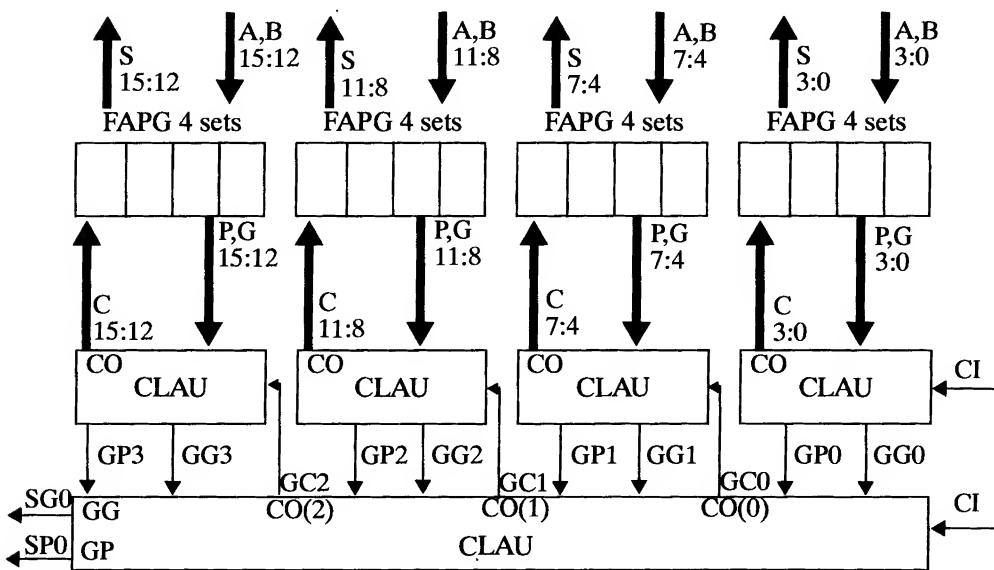 S
15:12
A,B
15:12
S
11:8
A,B
11:8
S
7:4
A,B
7:4
S
3:0
A,B
3:0
FAPG 4 sets
FAPG 4 sets
FAPG 4 sets
FAPG 4 sets
P,G
15:12
P,G
11:8
P,G
7:4
P,G
3:0
C
15:12
C
11:8
C
7:4
C
3:0
CO
CLAU
CO
CLAU
CO
CLAU
CO
CLAU
CI
GP3
GG3
GP2
GG2
GP1
GG1
GP0
GG0
GC2
GC1
GC0
SG0
GG
CO(2)
CO(1)
CO(0)
CI
SP0
GP
CLAU